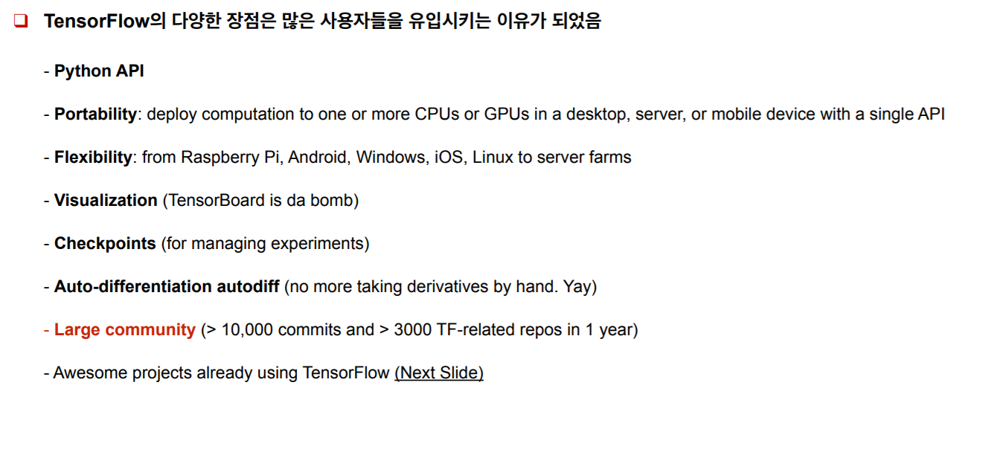 ❑ TensorFlow의 다양한 장점은 많은 사용자들을 유입시키는 이유가 되었음
- Python API
- Portability: deploy computation to one or more CPUs or GPUs in a desktop, server, or mobile device with a single API
- Flexibility: from Raspberry Pi, Android, Windows, iOS, Linux to server farms
- Visualization (TensorBoard is da bomb)
- Checkpoints (for managing experiments)
- Auto-differentiation autodiff (no more taking derivatives by hand. Yay)
- Large community (> 10,000 commits and > 3000 TF-related repos in 1 year)
- Awesome projects already using TensorFlow (Next Slide)